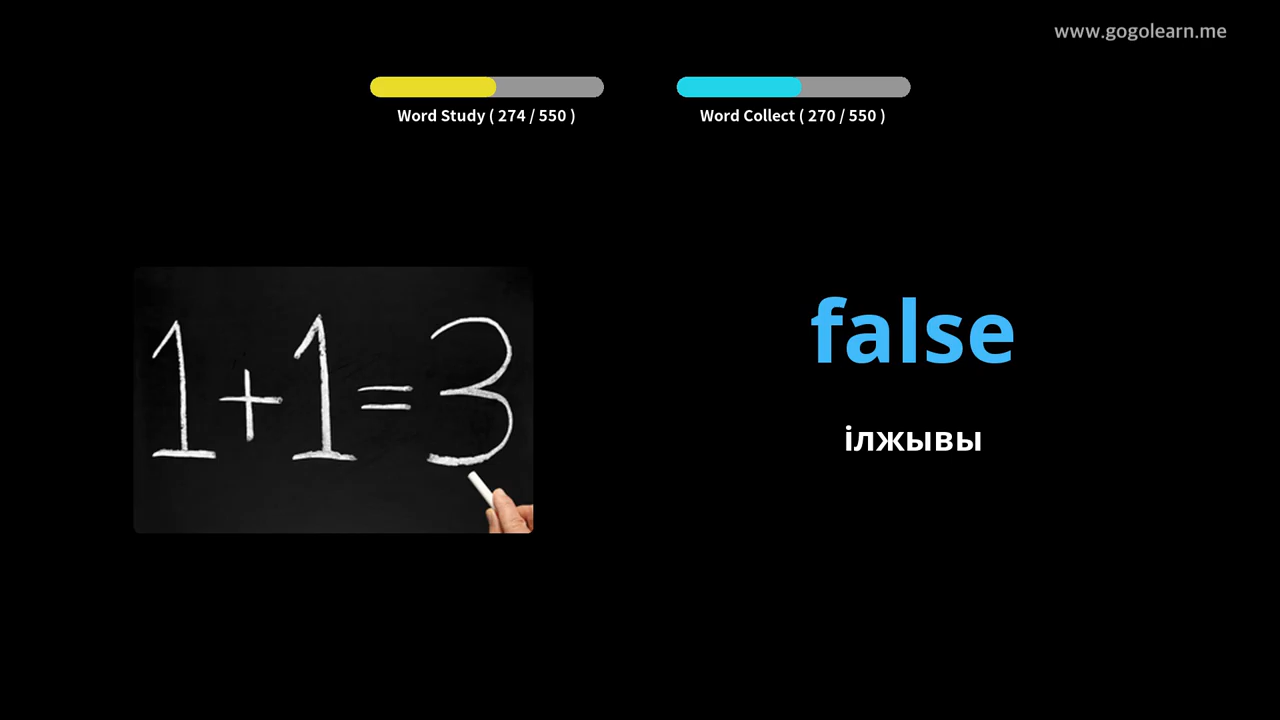 www.gogolearn.me
Word Study ( 274 / 550 )
Word Collect ( 270 / 550 )
1+1=3
false
ілжывы